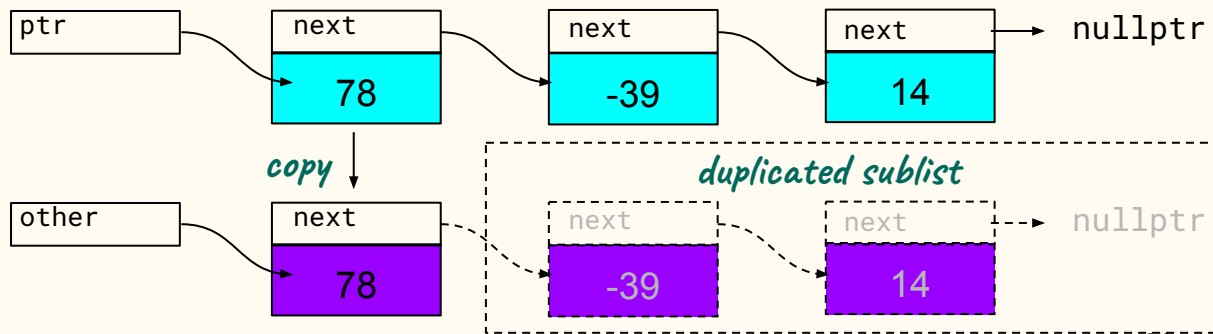 ptr
next
next
next
nullptr
78
-39
14
copy
duplicated sublist
other
next
next
next
nullptr
78
-39
14